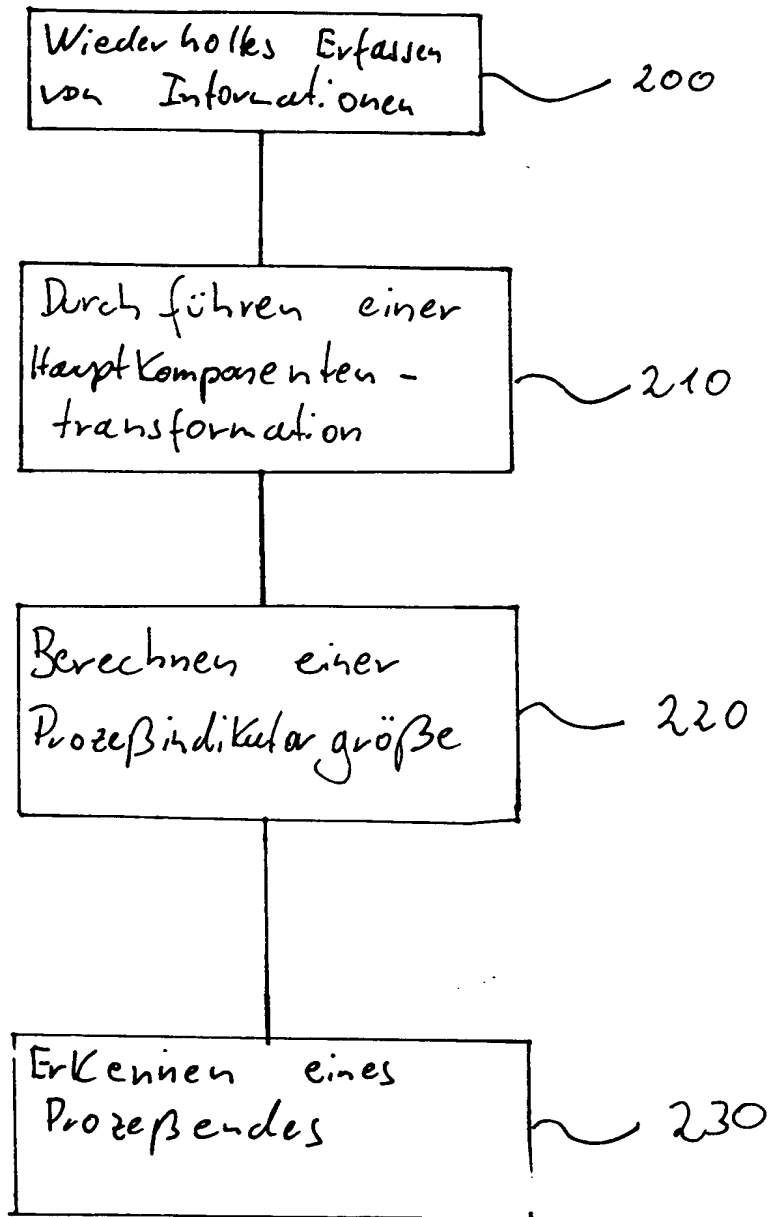 Wiederholtes Erfassen
von Informationen
200
Durchführen einer
Hauptkomponenten-
transformation
210
Berechnen einer
Prozeßindikatorgröße
220
Erkennen eines
Prozeßendes
230